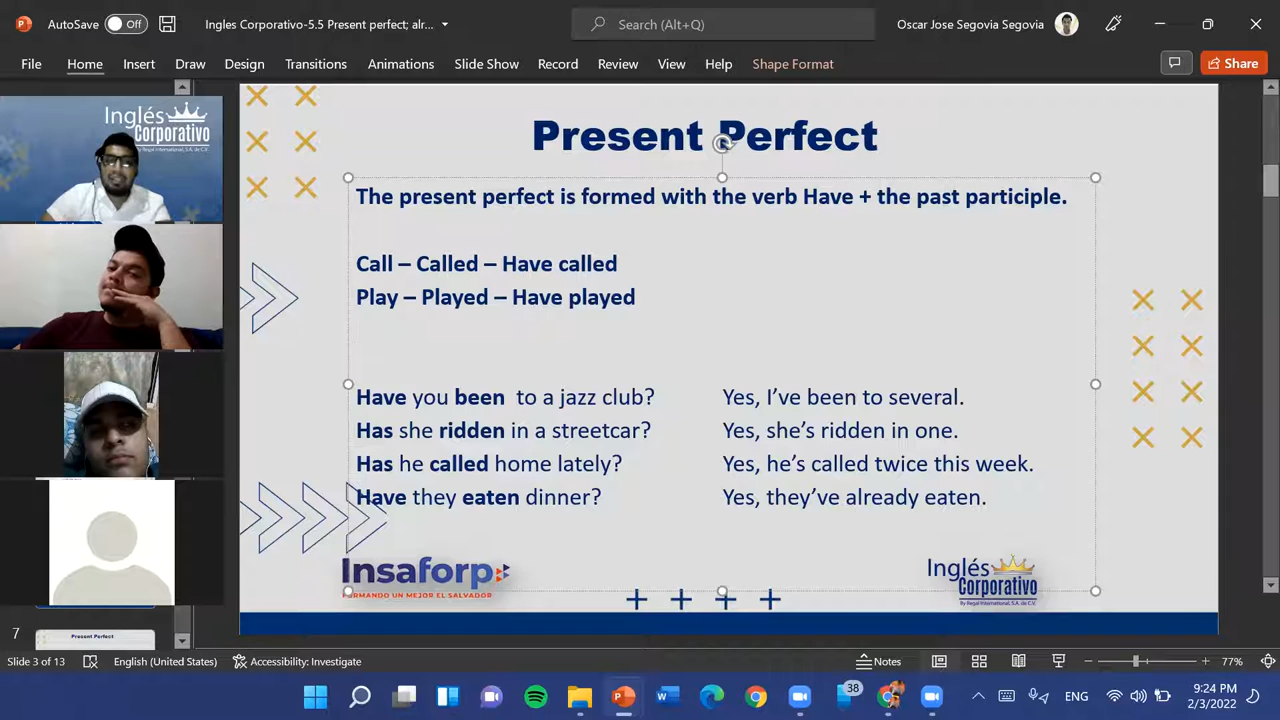 AutoSave Off Ingles Corporativo-5.5 Present perfect; alr... Search (Alt+Q) Oscar Jose Segovia Segovia
File Home Insert Draw Design Transitions Animations Slide Show Record Review View Help Shape Format Share
Inglés
Corporativo
By Regal International, S.A. de C.V.
Present Perfect
The present perfect is formed with the verb Have + the past participle.
Call – Called – Have called
Play – Played – Have played
Have you been to a jazz club? Yes, I’ve been to several.
Has she ridden in a streetcar? Yes, she’s ridden in one.
Has he called home lately? Yes, he’s called twice this week.
Have they eaten dinner? Yes, they’ve already eaten.
Insaforp
FORMANDO UN MEJOR EL SALVADOR
Inglés
Corporativo
By Regal International, S.A. de C.V.
7
Present Perfect
Slide 3 of 13 English (United States) Accessibility: Investigate Notes 77%
38 ENG 9:24 PM
2/3/2022